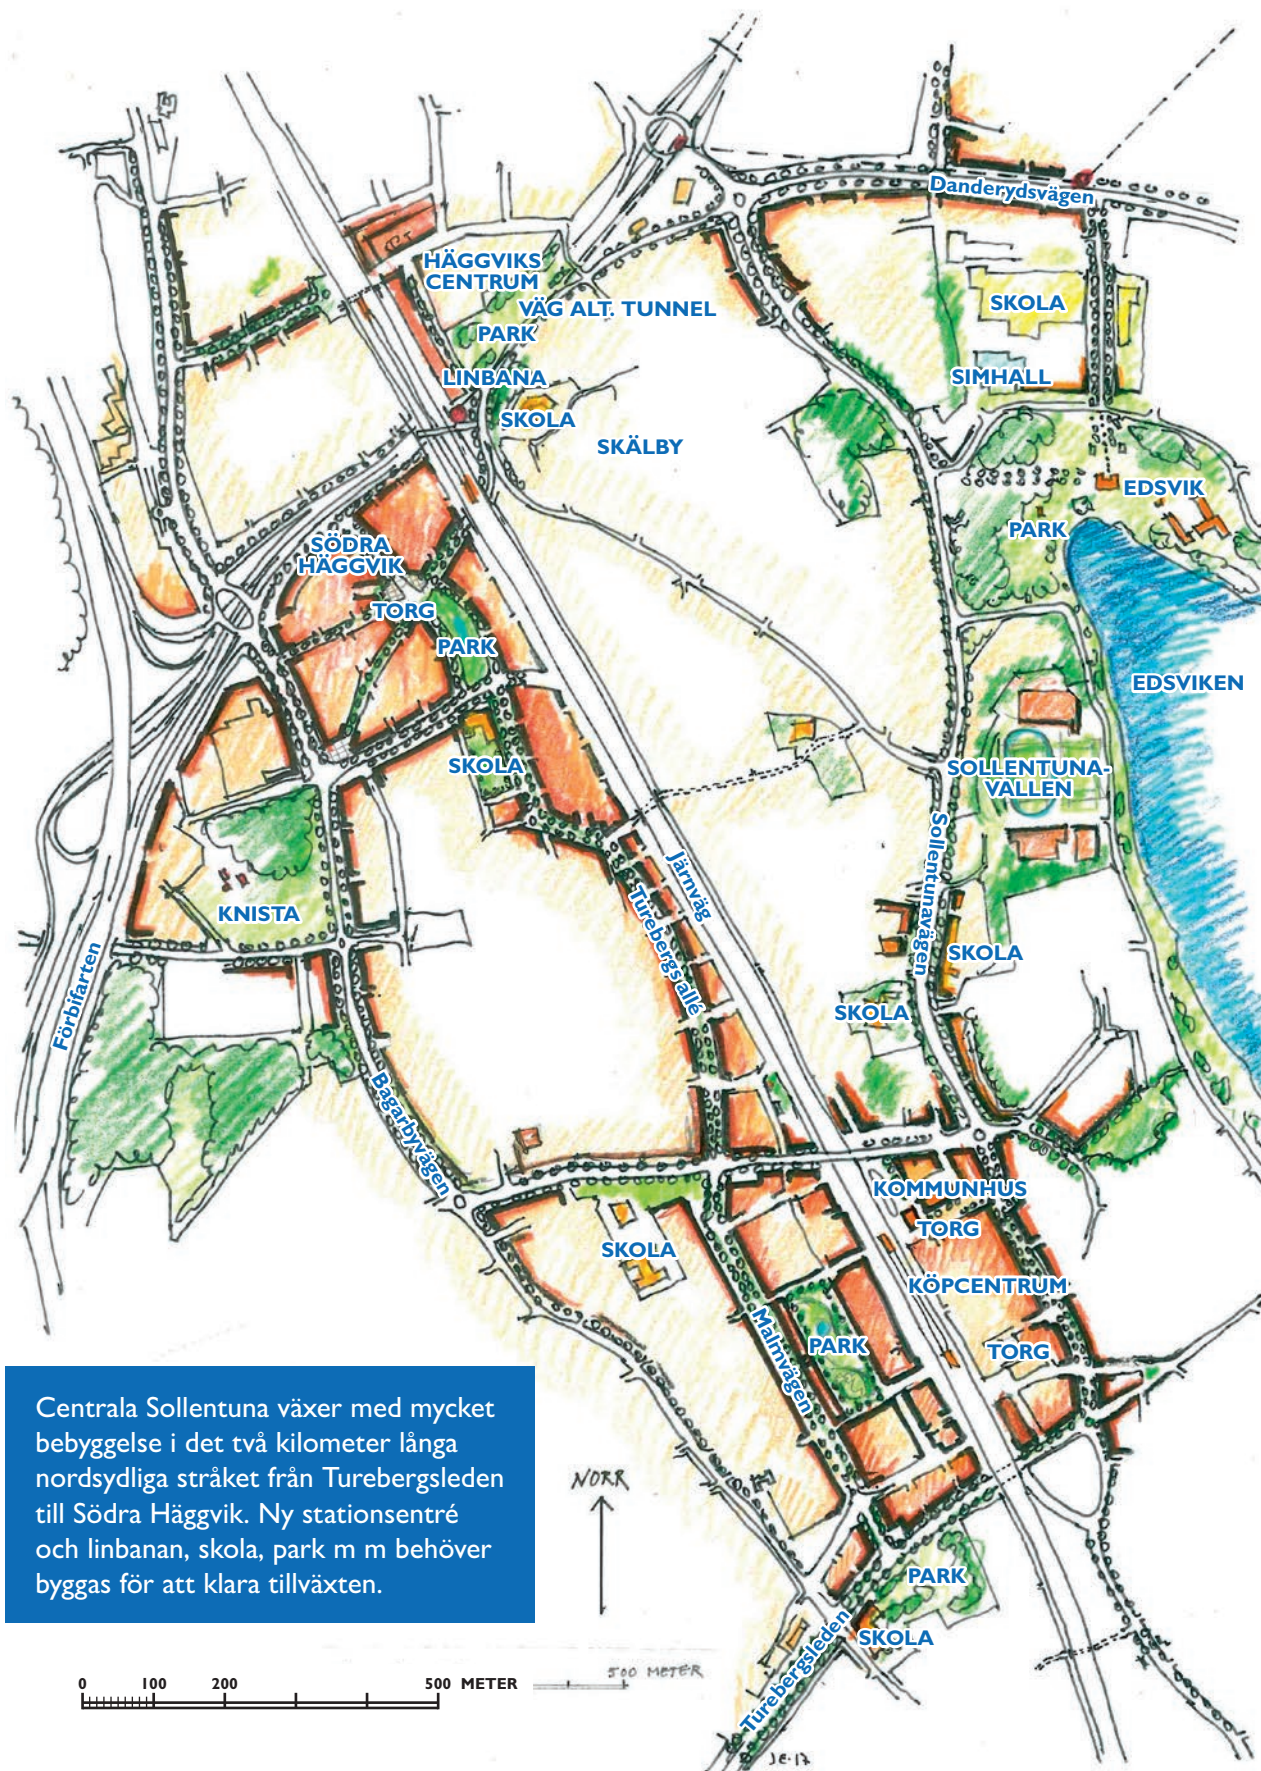 Danderydsvägen
HÄGGVIKS
CENTRUM
VÄG ALT. TUNNEL
SKOLA
PARK
LINBANA
SIMHALL
SKOLA
SKÄLBY
EDSVIK
PARK
SÖDRA
HÄGGVIK
TORG
PARK
EDSVIKEN
SKOLA
SOLLENTUNA-
VALLEN
Sollentunavägen
Järnväg
Turebergs allé
KNISTA
SKOLA
Förbifarten
SKOLA
Bagarbyvägen
KOMMUNHUS
TORG
SKOLA
KÖPCENTRUM
Malmvägen
PARK
TORG
Centrala Sollentuna växer med mycket
bebyggelse i det två kilometer långa
nordsydliga stråket från Turebergsleden
till Södra Häggvik. Ny stationsentré
och linbanan, skola, park m m behöver
byggas för att klara tillväxten.
NORR
PARK
SKOLA
Turebergsleden
0 100 200 500 METER
500 METER
JE-17